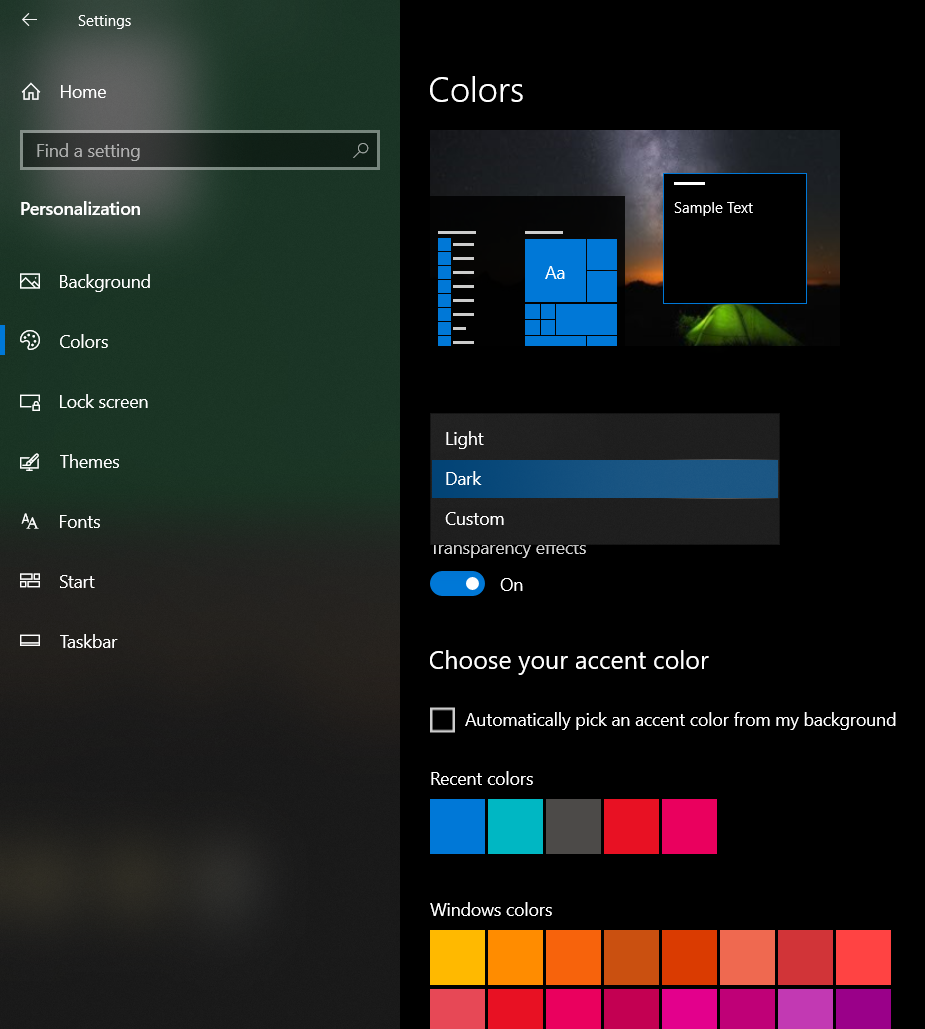 Settings
Home
Find a setting
Personalization
Background
Colors
Lock screen
Themes
Fonts
Start
Taskbar
Colors
Sample Text
Aa
Light
Dark
Custom
Transparency effects
On
Choose your accent color
Automatically pick an accent color from my background
Recent colors
Windows colors